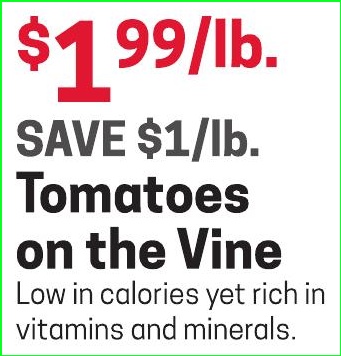 $1 99/lb.
SAVE $1/lb.
Tomatoes
on the Vine
Low in calories yet rich in
vitamins and minerals.